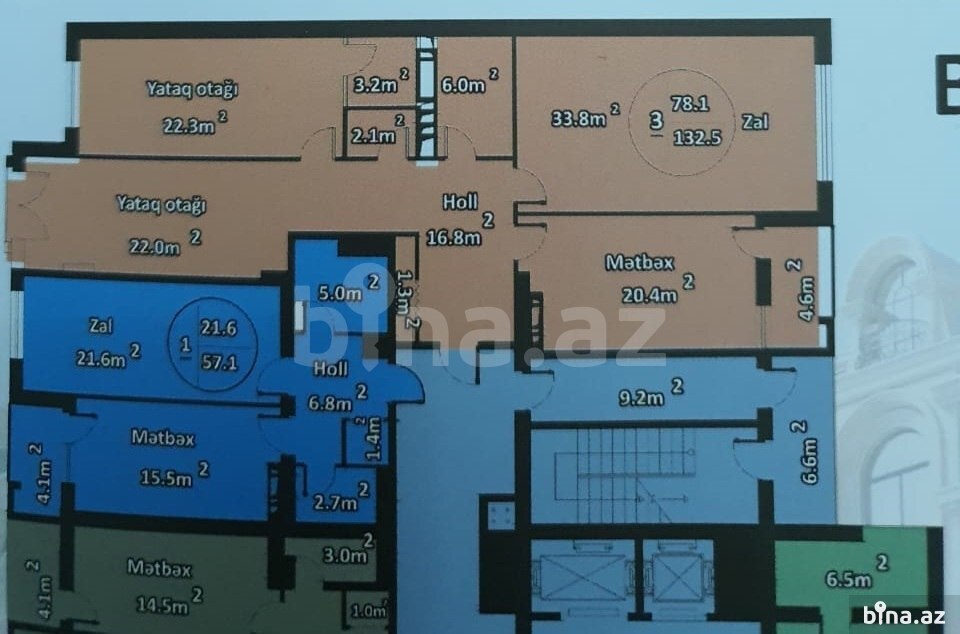 B
Yataq otağı
22.3m²
3.2m²
6.0m²
2.1m²
33.8m²
3
78.1
132.5
Zal
Yataq otağı
22.0m²
Holl
16.8m²
Mətbəx
20.4m²
4.6m²
5.0m²
1.3m²
Zal
21.6m²
1
21.6
57.1
Holl
6.8m²
9.2m²
Mətbəx
15.5m²
4.1m²
1.4m²
2.7m²
6.6m²
Mətbəx
14.5m²
4.1m²
3.0m²
1.0m²
6.5m²
bina.az
bina.az